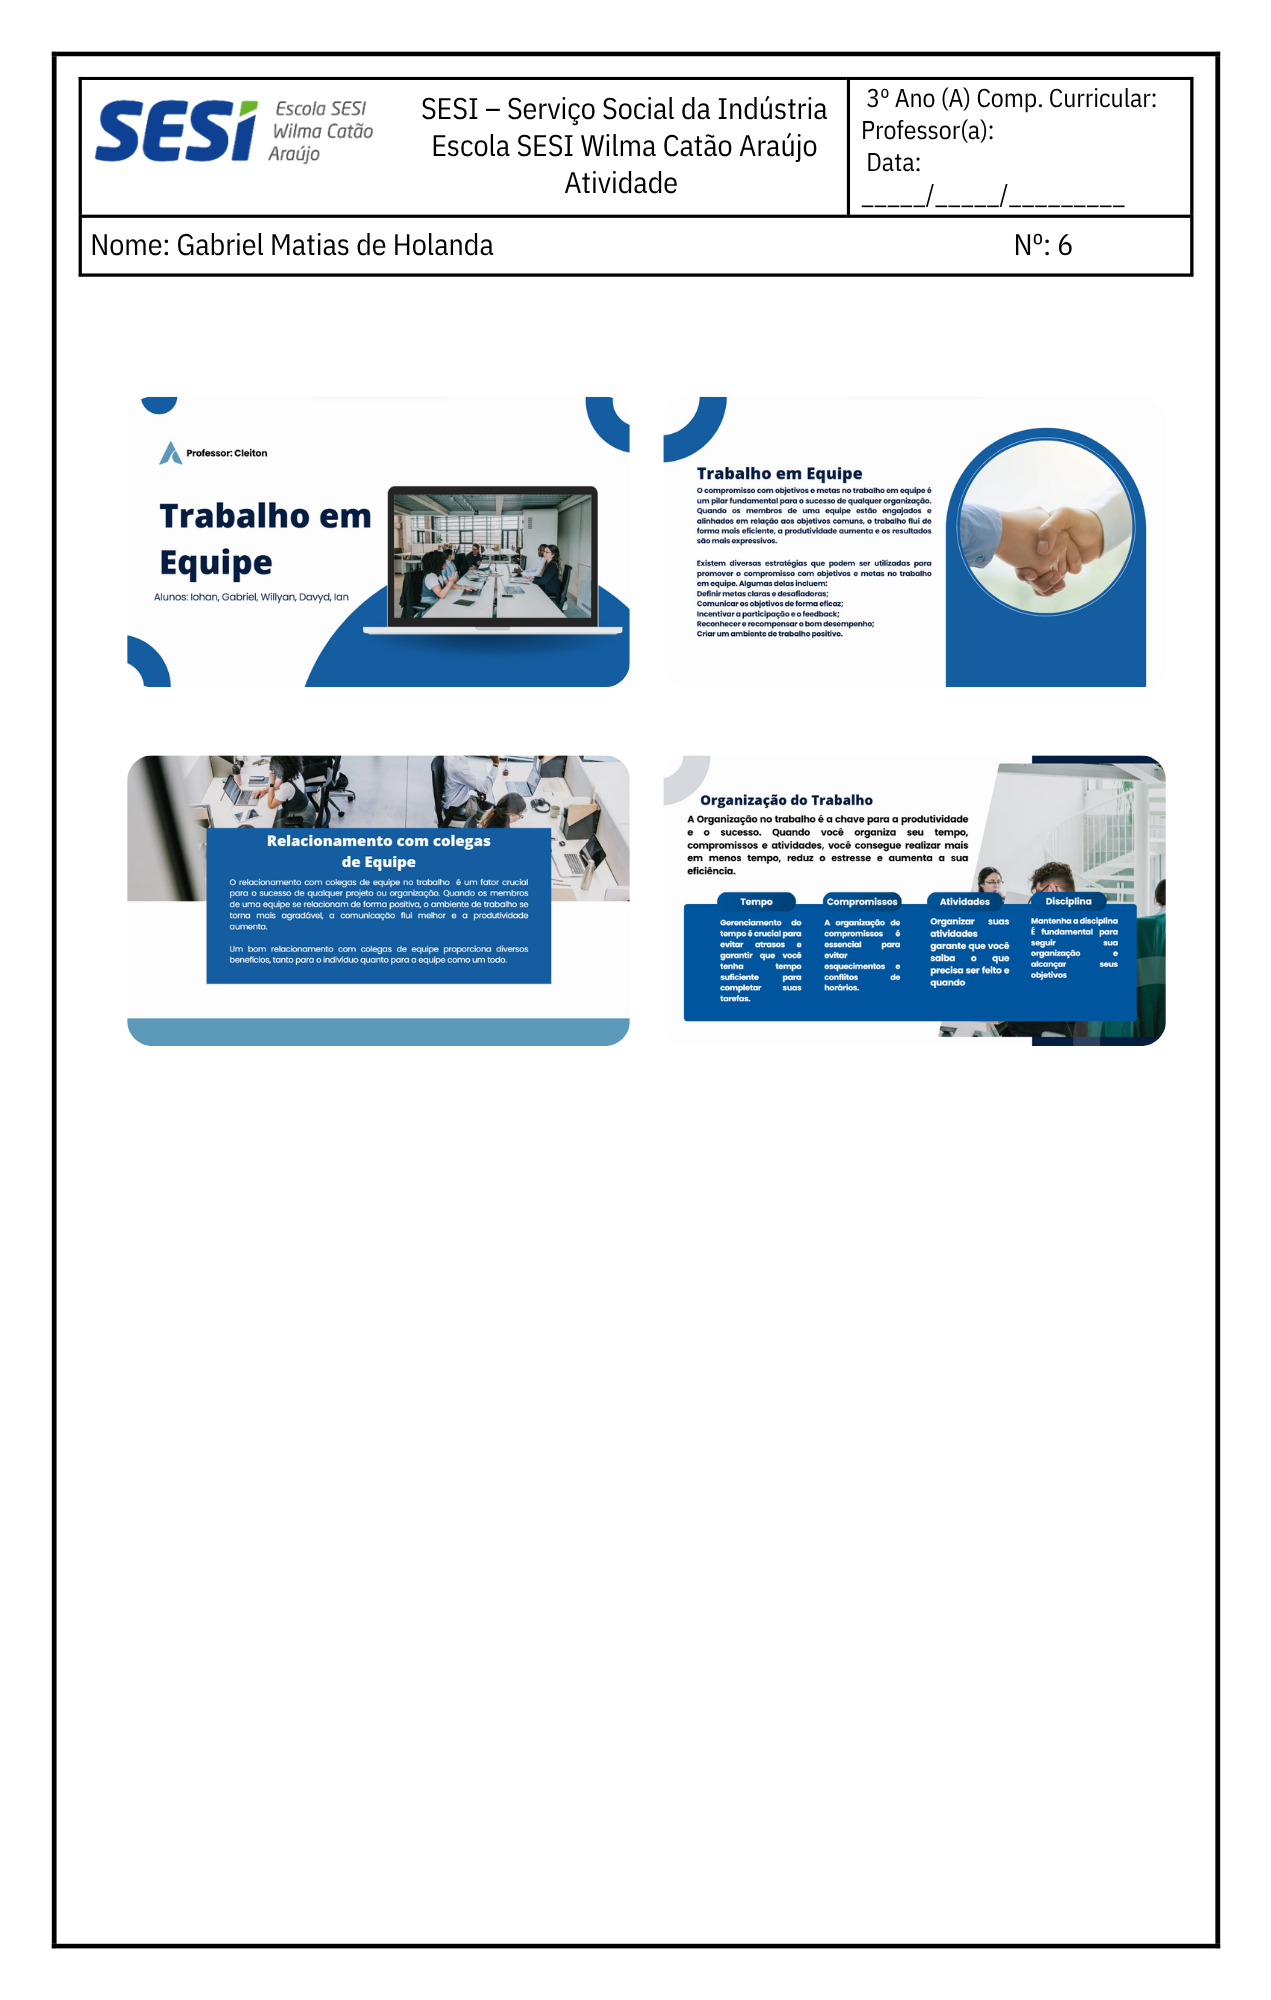 SESI
Escola SESI
Wilma Catão
Araújo
SESI – Serviço Social da Indústria
Escola SESI Wilma Catão Araújo
Atividade
3º Ano (A) Comp. Curricular:
Professor(a):
Data:
_____/_____/_________
Nome: Gabriel Matias de Holanda Nº: 6
Professor: Cleiton
Trabalho em
Equipe
Alunos: Iohan, Gabriel, Willyan, Davyd, Ian
Trabalho em Equipe
O compromisso com objetivos e metas no trabalho em equipe é
um pilar fundamental para o sucesso de qualquer organização.
Quando os membros de uma equipe estão engajados e
alinhados em relação aos objetivos comuns, o trabalho flui de
forma mais eficiente, a produtividade aumenta e os resultados
são mais expressivos.
Existem diversas estratégias que podem ser utilizadas para
promover o compromisso com objetivos e metas no trabalho
em equipe. Algumas delas incluem:
Definir metas claras e desafiadoras;
Comunicar os objetivos de forma eficaz;
Incentivar a participação e o feedback;
Reconhecer e recompensar o bom desempenho;
Criar um ambiente de trabalho positivo.
Relacionamento com colegas
de Equipe
O relacionamento com colegas de equipe no trabalho é um fator crucial
para o sucesso de qualquer projeto ou organização. Quando os membros
de uma equipe se relacionam de forma positiva, o ambiente de trabalho se
torna mais agradável, a comunicação flui melhor e a produtividade
aumenta.
Um bom relacionamento com colegas de equipe proporciona diversos
benefícios, tanto para o indivíduo quanto para a equipe como um todo.
Organização do Trabalho
A Organização no trabalho é a chave para a produtividade
e o sucesso. Quando você organiza seu tempo,
compromissos e atividades, você consegue realizar mais
em menos tempo, reduz o estresse e aumenta a sua
eficiência.
Tempo
Gerenciamento do
tempo é crucial para
evitar atrasos e
garantir que você
tenha tempo
suficiente para
completar suas
tarefas.
Compromissos
A organização de
compromissos é
essencial para
evitar
esquecimentos e
conflitos de
horários.
Atividades
Organizar suas
atividades
garante que você
saiba o que
precisa ser feito e
quando
Disciplina
Mantenha a disciplina
É fundamental para
seguir sua
organização e
alcançar seus
objetivos